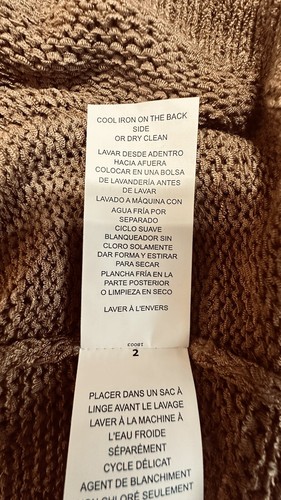 COOL IRON ON THE BACK
SIDE
OR DRY CLEAN
LAVAR DESDE ADENTRO
HACIA AFUERA
COLOCAR EN UNA BOLSA
DE LAVANDERÍA ANTES
DE LAVAR
LAVADO A MÁQUINA CON
AGUA FRÍA POR
SEPARADO
CICLO SUAVE
BLANQUEADOR SIN
CLORO SOLAMENTE
DAR FORMA Y ESTIRAR
PARA SECAR
PLANCHA FRÍA EN LA
PARTE POSTERIOR
O LIMPIEZA EN SECO
LAVER À L'ENVERS
18003
2
PLACER DANS UN SAC À
LINGE AVANT LE LAVAGE
LAVER À LA MACHINE À
L'EAU FROIDE
SÉPARÉMENT
CYCLE DÉLICAT
AGENT DE BLANCHIMENT
CHLORÉ SEULEMENT